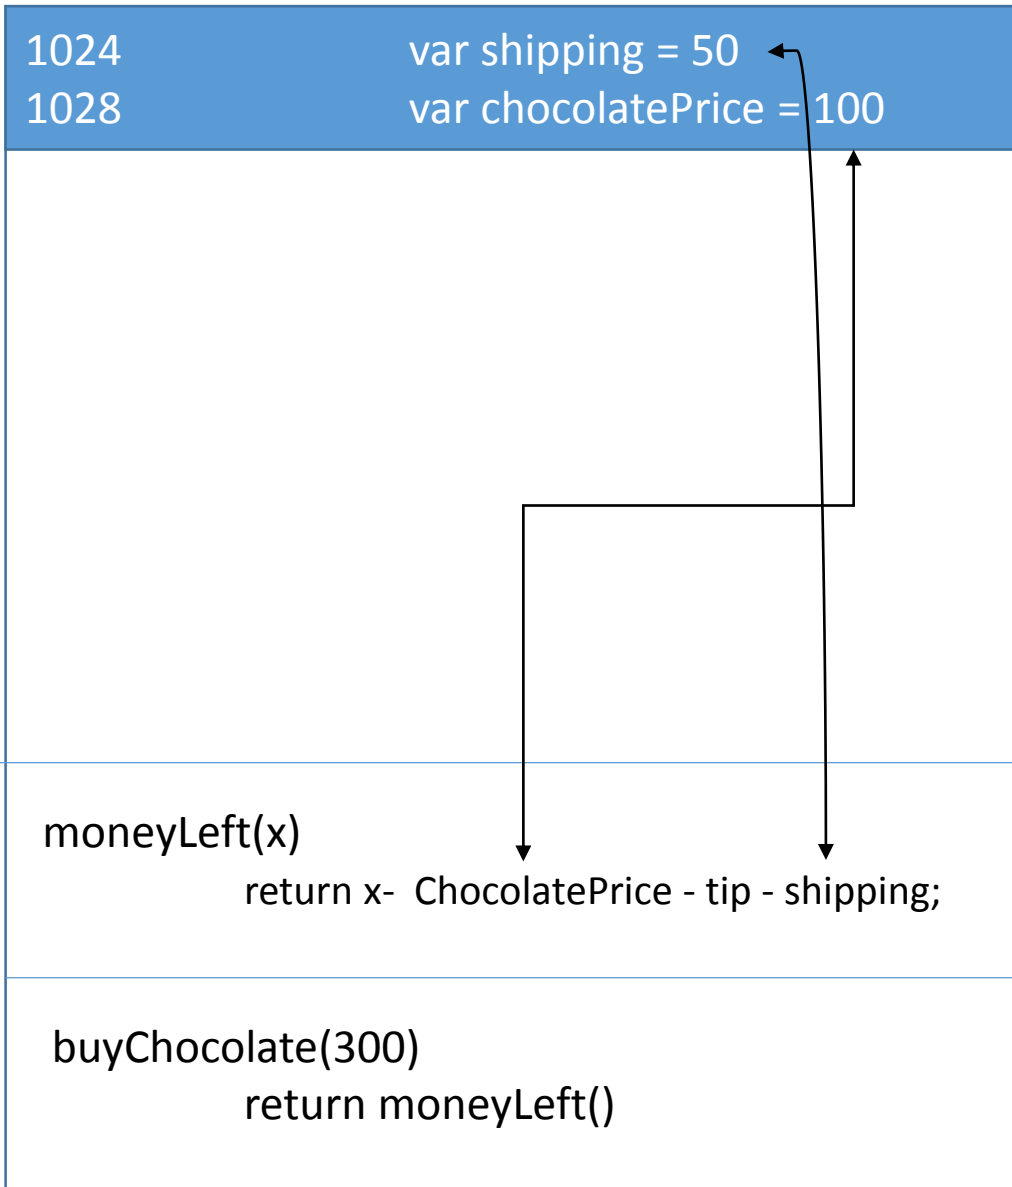 1024 var shipping = 50
1028 var chocolatePrice = 100
moneyLeft(x)
return x- ChocolatePrice - tip - shipping;
buyChocolate(300)
return moneyLeft()